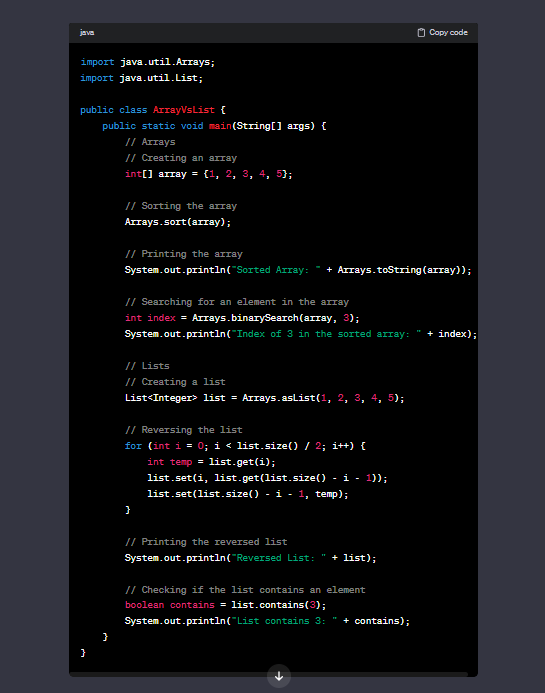 java
Copy code
import java.util.Arrays;
import java.util.List;
public class ArrayVsList {
public static void main(String[] args) {
// Arrays
// Creating an array
int[] array = {1, 2, 3, 4, 5};
// Sorting the array
Arrays.sort(array);
// Printing the array
System.out.println("Sorted Array: " + Arrays.toString(array));
// Searching for an element in the array
int index = Arrays.binarySearch(array, 3);
System.out.println("Index of 3 in the sorted array: " + index);
// Lists
// Creating a list
List<Integer> list = Arrays.asList(1, 2, 3, 4, 5);
// Reversing the list
for (int i = 0; i < list.size() / 2; i++) {
int temp = list.get(i);
list.set(i, list.get(list.size() - i - 1));
list.set(list.size() - i - 1, temp);
}
// Printing the reversed list
System.out.println("Reversed List: " + list);
// Checking if the list contains an element
boolean contains = list.contains(3);
System.out.println("List contains 3: " + contains);
}
}